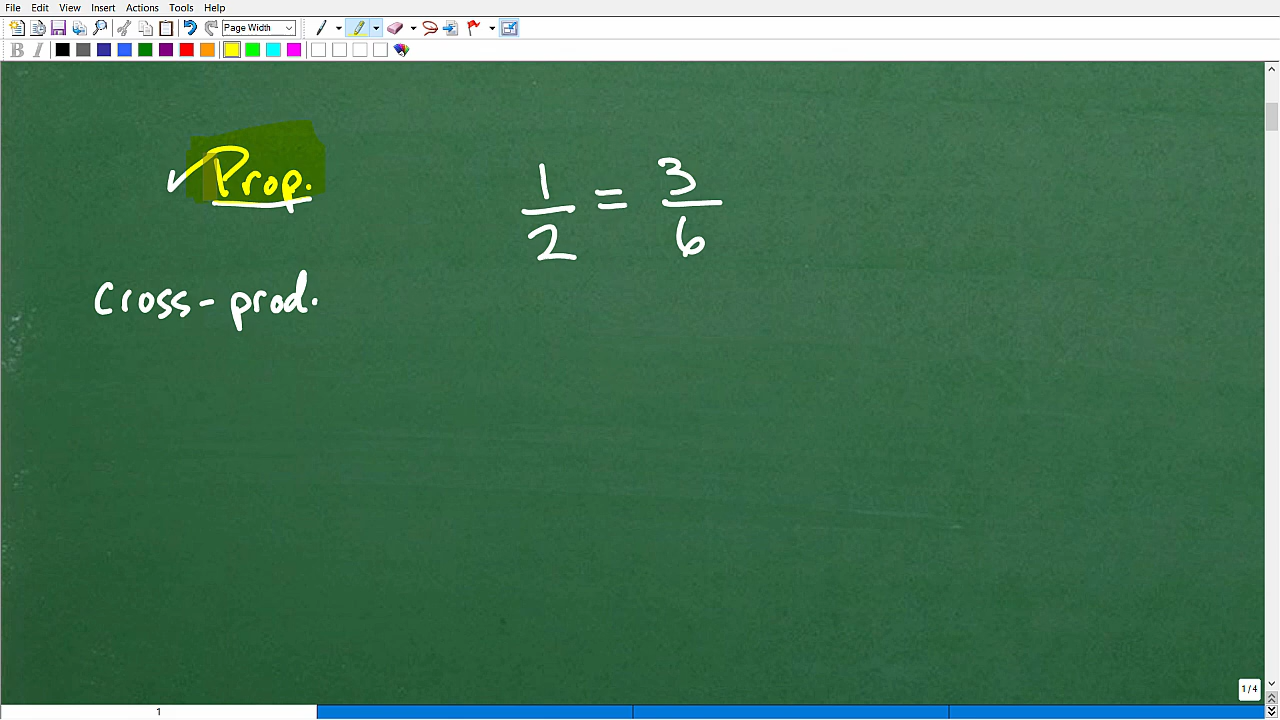 File Edit View Insert Actions Tools Help
Page Width
B I
Prop.
1/2 = 3/6
cross-prod.
1/4
1